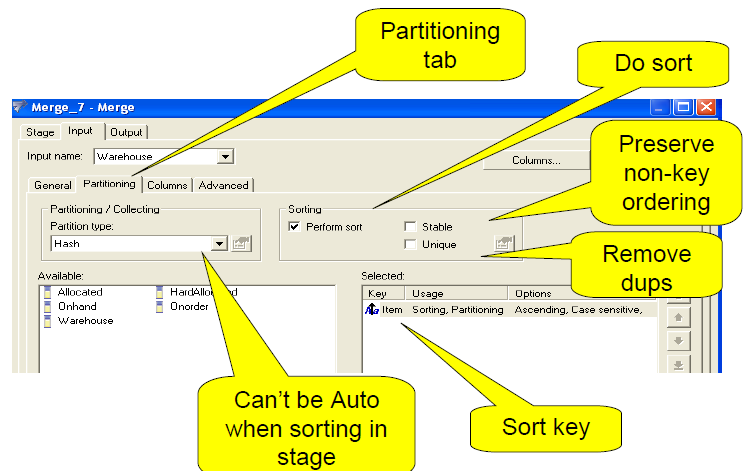 Partitioning
tab
Do sort
Merge_7 - Merge
Stage Input Output
Input name: Warehouse
Columns...
Preserve
non-key
ordering
General Partitioning Columns Advanced
Partitioning / Collecting
Partition type:
Hash
Sorting
Perform sort Stable
Unique
Remove
dups
Available:
Allocated
Onhand Onorder
Warehouse
Selected:
Key Usage Options
Item Sorting, Partitioning Ascending, Case sensitive,
Can't be Auto
when sorting in
stage
Sort key